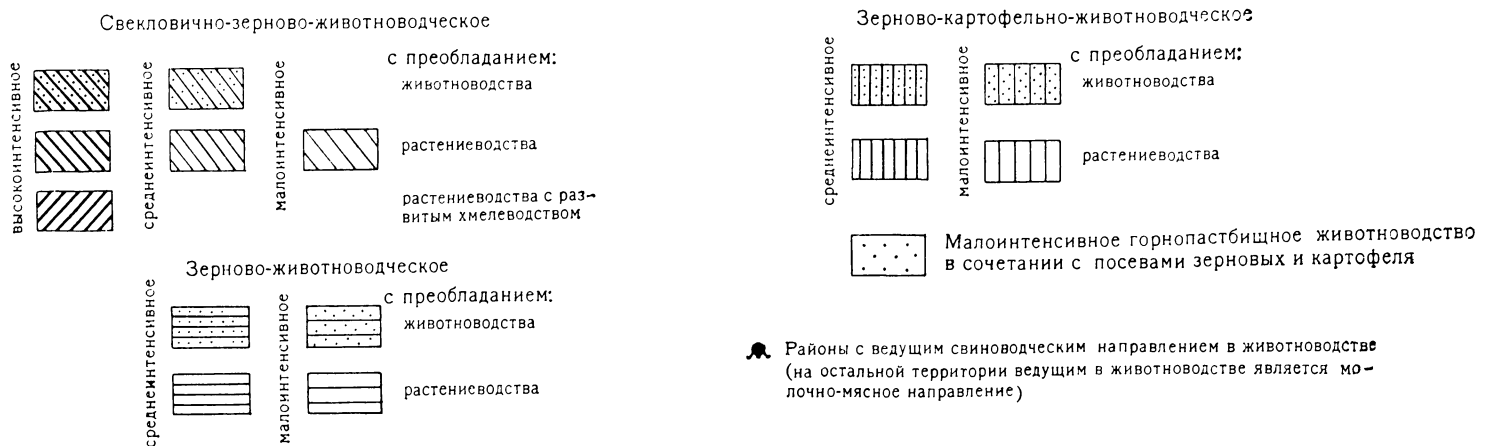 Свекловично-зерново-животноводческое
высокоинтенсивное
среднеинтенсивное
малоинтенсивное
с преобладанием:
животноводства
растениеводства
растениеводства с раз-
витым хмелеводством
Зерново-животноводческое
среднеинтенсивное
малоинтенсивное
с преобладанием:
животноводства
растениеводства
Зерново-картофельно-животноводческое
среднеинтенсивное
малоинтенсивное
с преобладанием:
животноводства
растениеводства
Малоинтенсивное горнопастбищное животноводство
в сочетании с посевами зерновых и картофеля
Районы с ведущим свиноводческим направлением в животноводстве
(на остальной территории ведущим в животноводстве является мо-
лочно-мясное направление)